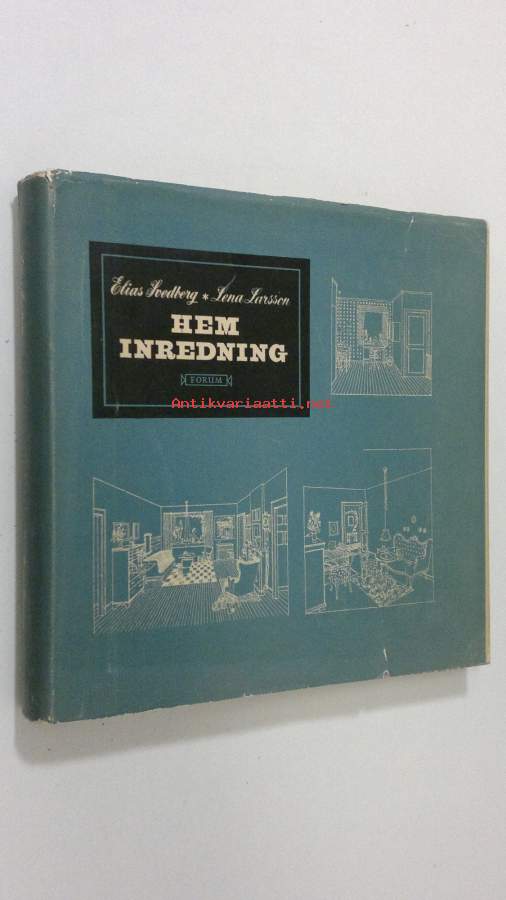 Elias Svedberg * Lena Larsson
HEM
INREDNING
FORUM
Antikvariaatti.net